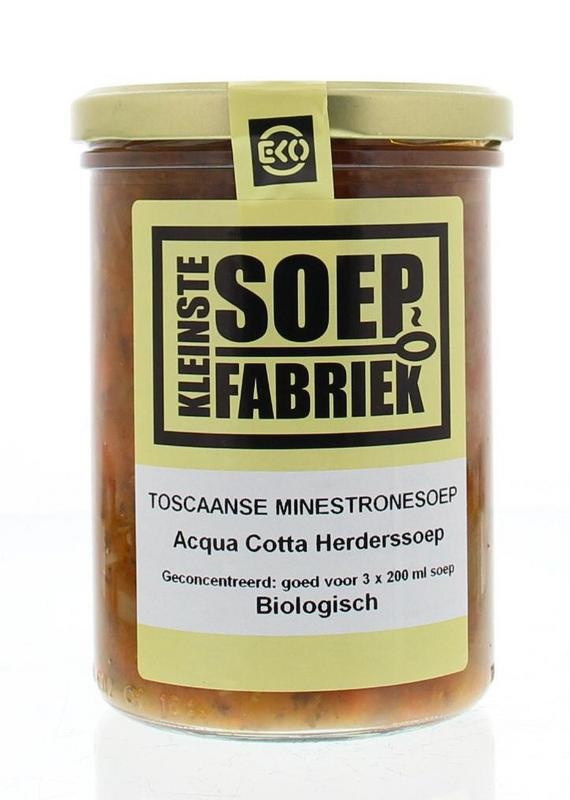 EKO
KLEINSTE
SOEP
FABRIEK
TOSCAANSE MINESTRONESOEP
Acqua Cotta Herderssoep
Geconcentreerd: goed voor 3 x 200 ml soep
Biologisch